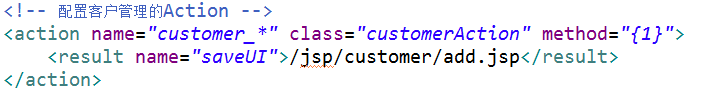 <!-- 配置客户管理的Action -->
<action name="customer_*" class="customerAction" method="{1}">
<result name="saveUI">/jsp/customer/add.jsp</result>
</action>